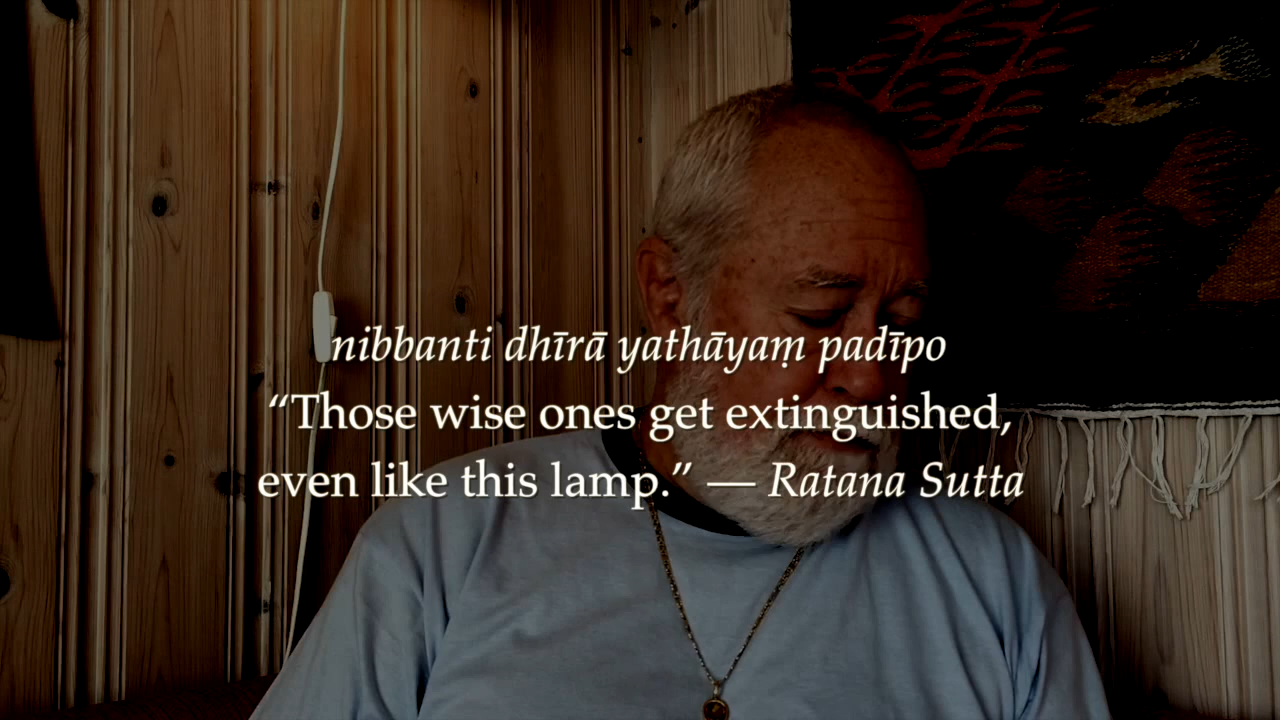 nibbanti dhīrā yathāyaṃ padīpo
“Those wise ones get extinguished,
even like this lamp.” — Ratana Sutta